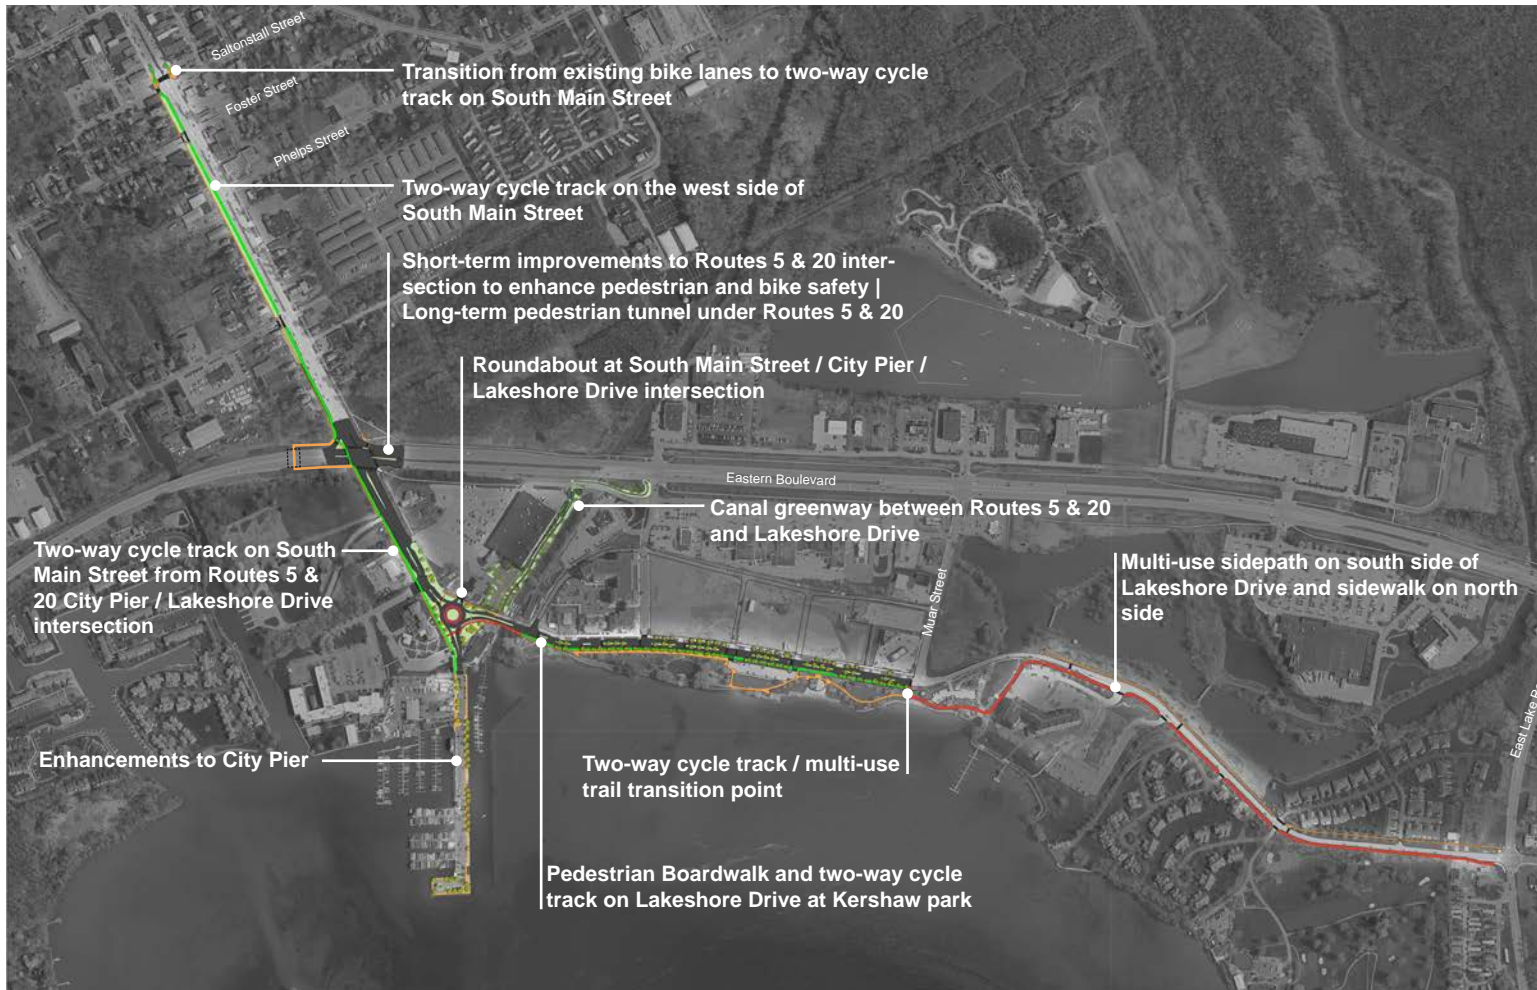 Saltonstall Street
Transition from existing bike lanes to two-way cycle
track on South Main Street
Foster Street
Phelps Street
Two-way cycle track on the west side of
South Main Street
Short-term improvements to Routes 5 & 20 inter-
section to enhance pedestrian and bike safety |
Long-term pedestrian tunnel under Routes 5 & 20
Roundabout at South Main Street / City Pier /
Lakeshore Drive intersection
Eastern Boulevard
Canal greenway between Routes 5 & 20
and Lakeshore Drive
Two-way cycle track on South
Main Street from Routes 5 &
20 City Pier / Lakeshore Drive
intersection
Muar Street
Multi-use sidepath on south side of
Lakeshore Drive and sidewalk on north
side
East Lake
Enhancements to City Pier
Two-way cycle track / multi-use
trail transition point
Pedestrian Boardwalk and two-way cycle
track on Lakeshore Drive at Kershaw park